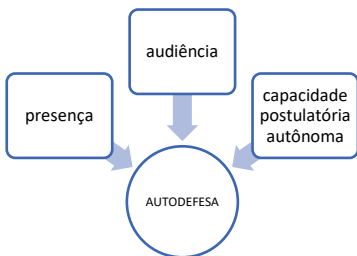 audiência
presença
capacidade
postulatória
autônoma
AUTODEFESA